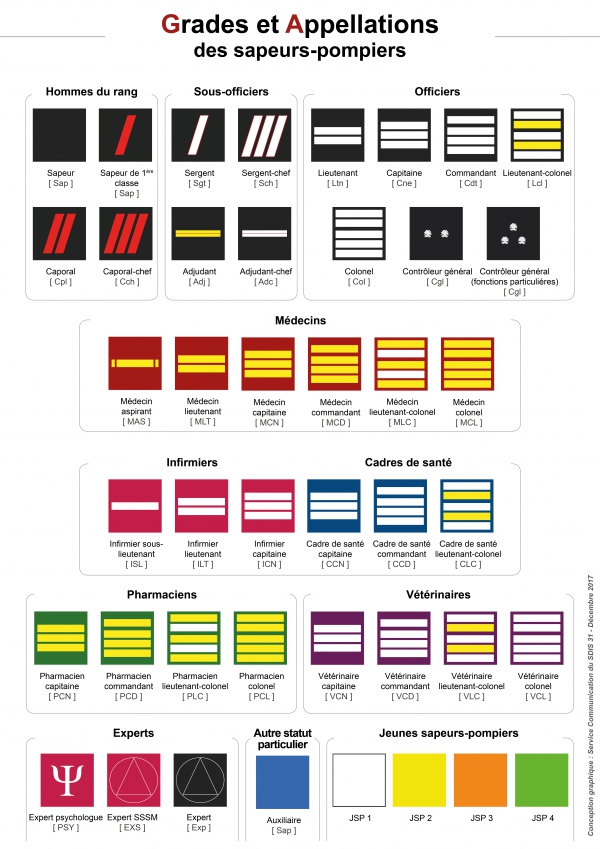 Grades et Appellations
des sapeurs-pompiers
Hommes du rang
Sapeur
[ Sap ]
Sapeur de 1ère
classe
[ Sap ]
Caporal
[ Cpl ]
Caporal-chef
[ Cch ]
Sous-officiers
Sergent
[ Sgt ]
Sergent-chef
[ Sch ]
Adjudant
[ Adj ]
Adjudant-chef
[ Adc ]
Officiers
Lieutenant
[ Ltn ]
Capitaine
[ Cne ]
Commandant
[ Cdt ]
Lieutenant-colonel
[ Lcl ]
Colonel
[ Col ]
Contrôleur général
[ Cgl ]
Contrôleur général
(fonctions particulières)
[ Cgl ]
Médecins
Médecin
aspirant
[ MAS ]
Médecin
lieutenant
[ MLT ]
Médecin
capitaine
[ MCN ]
Médecin
commandant
[ MCD ]
Médecin
lieutenant-colonel
[ MLC ]
Médecin
colonel
[ MCL ]
Infirmiers
Infirmier sous-
lieutenant
[ ISL ]
Infirmier
lieutenant
[ ILT ]
Infirmier
capitaine
[ ICN ]
Cadres de santé
Cadre de santé
capitaine
[ CCN ]
Cadre de santé
commandant
[ CCD ]
Cadre de santé
lieutenant-colonel
[ CLC ]
Pharmaciens
Pharmacien
capitaine
[ PCN ]
Pharmacien
commandant
[ PCD ]
Pharmacien
lieutenant-colonel
[ PLC ]
Pharmacien
colonel
[ PCL ]
Vétérinaires
Vétérinaire
capitaine
[ VCN ]
Vétérinaire
commandant
[ VCD ]
Vétérinaire
lieutenant-colonel
[ VLC ]
Vétérinaire
colonel
[ VCL ]
Experts
Ψ
Expert psychologue
[ PSY ]
Expert SSSM
[ EXS ]
Expert
[ Exp ]
Autre statut
particulier
Auxiliaire
[ Sap ]
Jeunes sapeurs-pompiers
JSP 1
JSP 2
JSP 3
JSP 4
Conception graphique : Service Communication du SDIS 31 - Décembre 2017